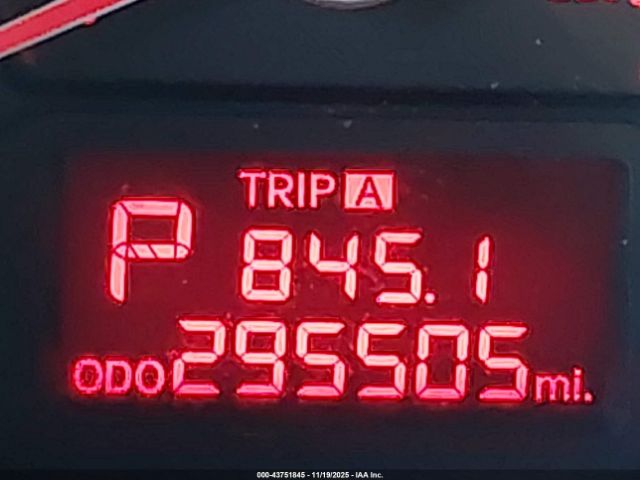 TRIP A
P 845.1
ODO 295505 mi.
000-43751845 - 11/19/2025 - IAA Inc.